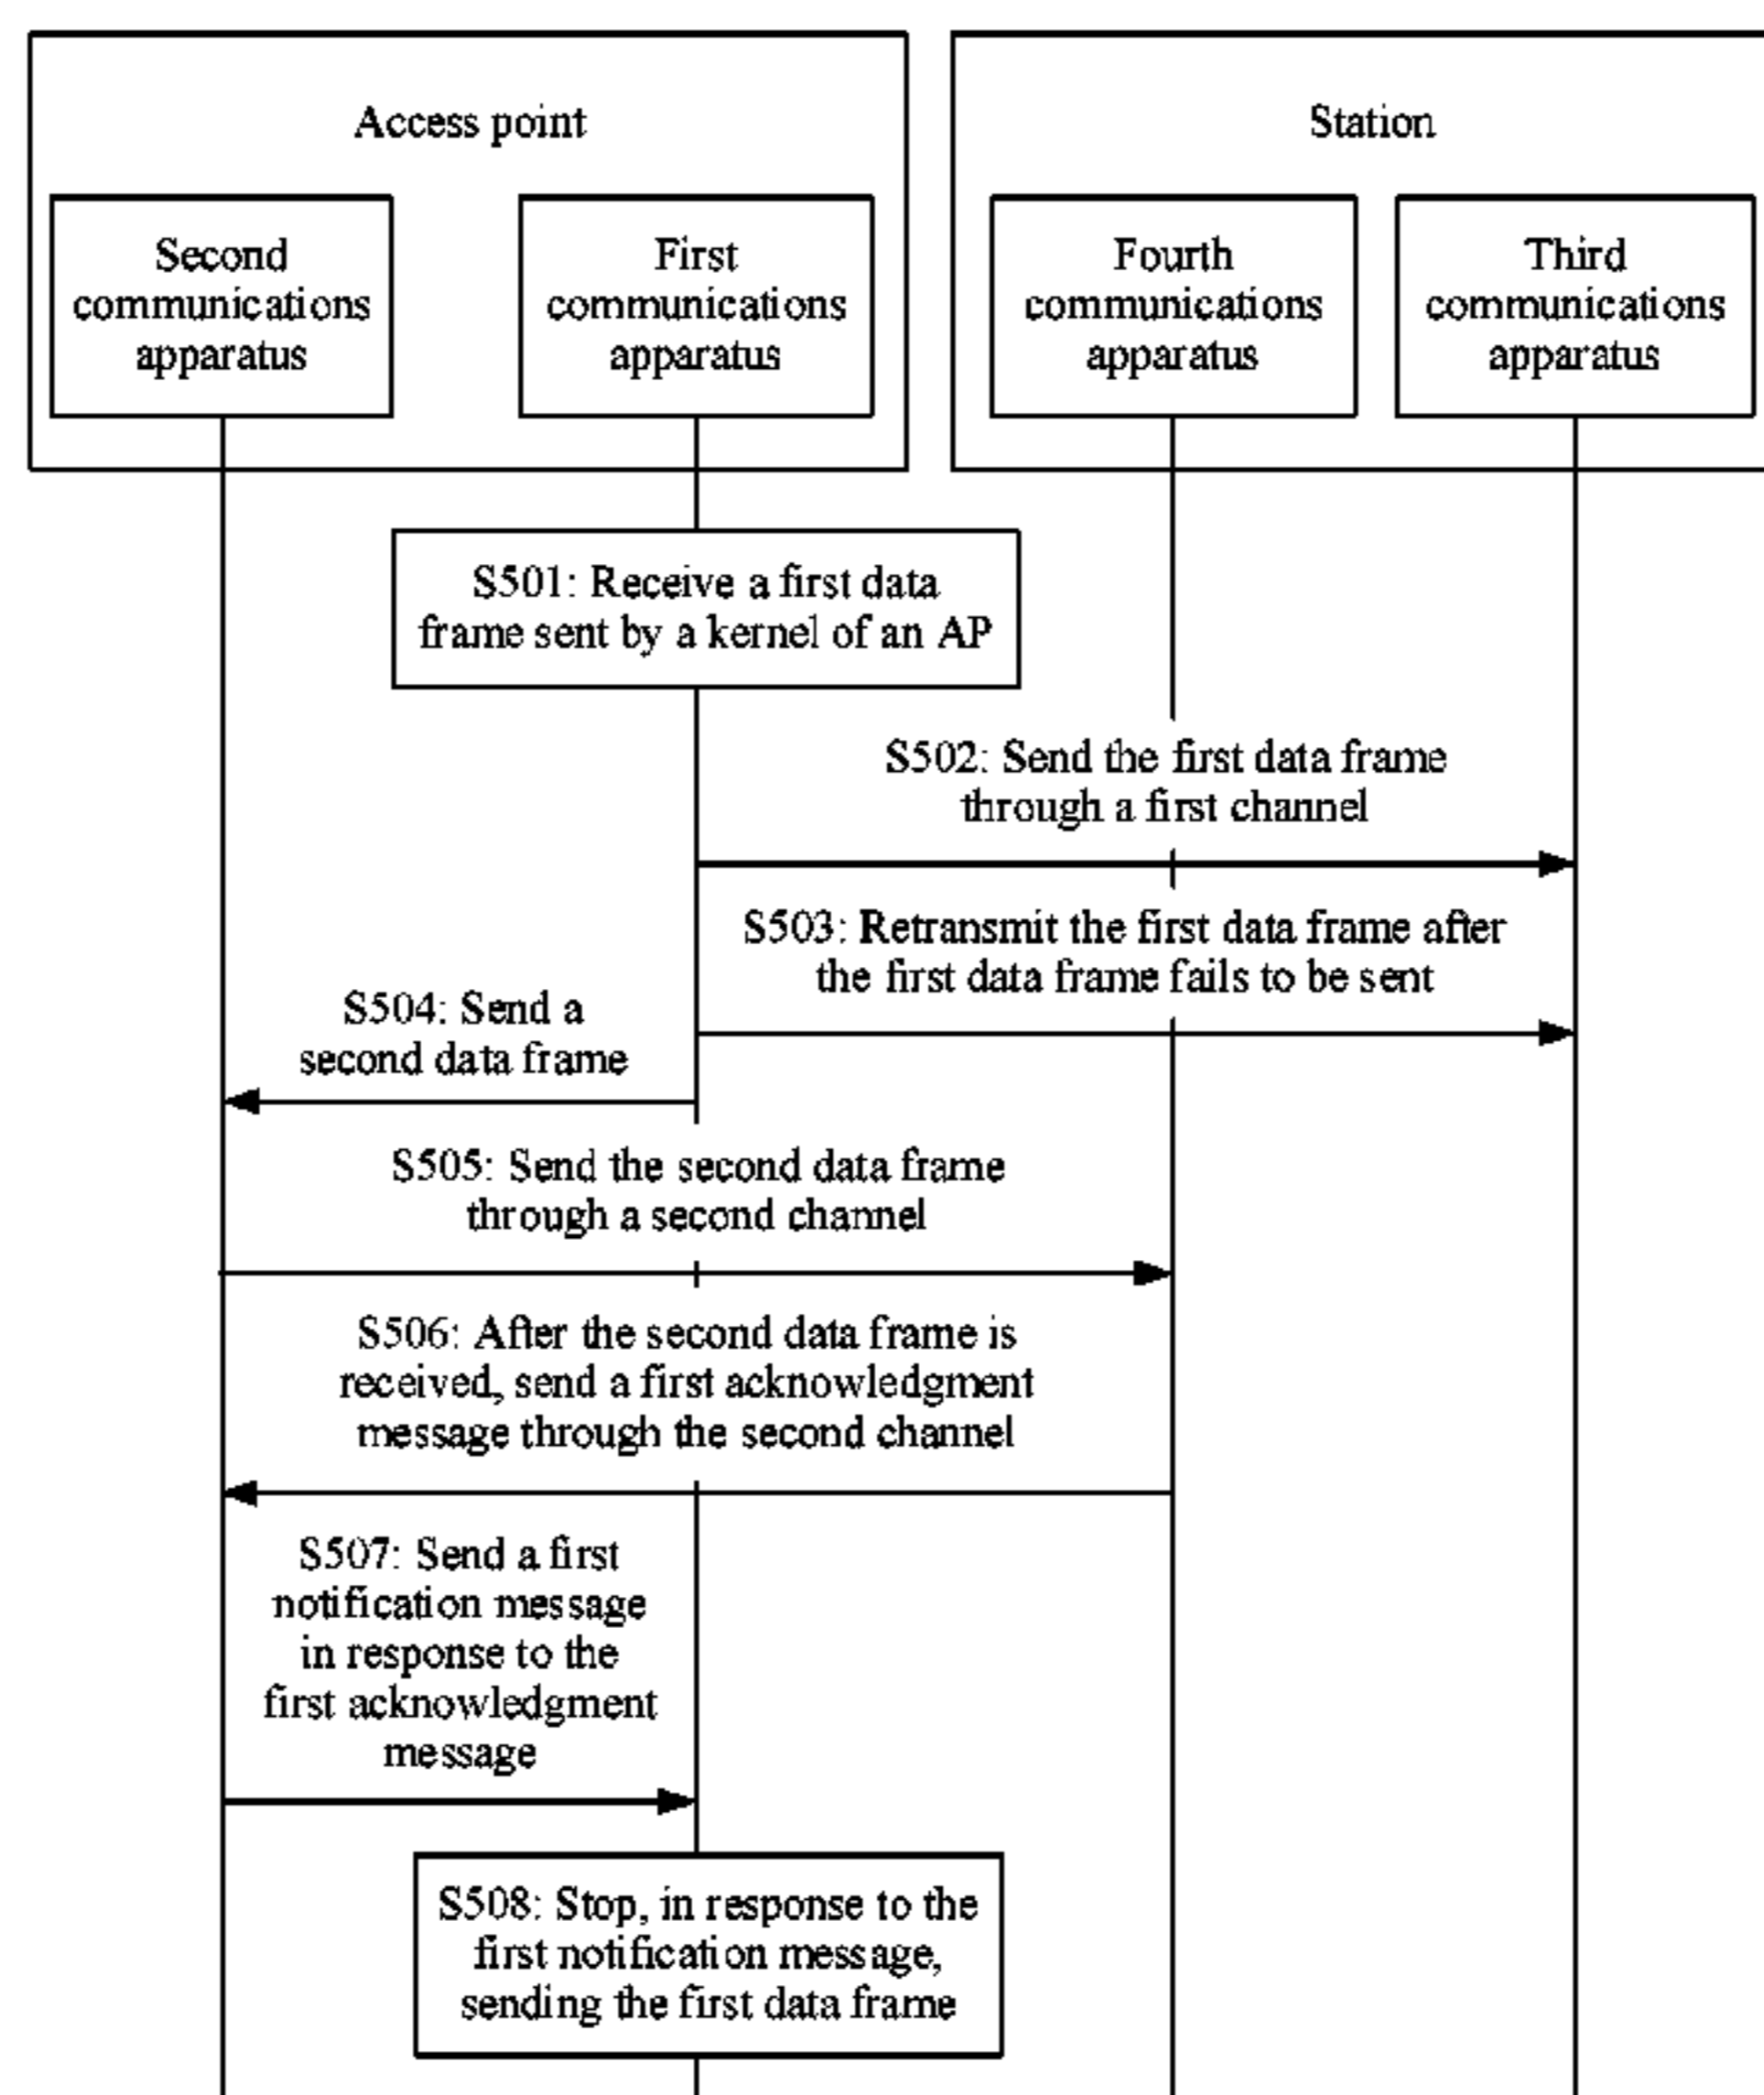 Access point
Station
Second
communications
apparatus
First
communications
apparatus
Fourth
communications
apparatus
Third
communications
apparatus
S501: Receive a first data
frame sent by a kernel of an AP
S502: Send the first data frame
through a first channel
S503: Retransmit the first data frame after
the first data frame fails to be sent
S504: Send a
second data frame
S505: Send the second data frame
through a second channel
S506: After the second data frame is
received, send a first acknowledgment
message through the second channel
S507: Send a first
notification message
in response to the
first acknowledgment
message
S508: Stop, in response to the
first notification message,
sending the first data frame